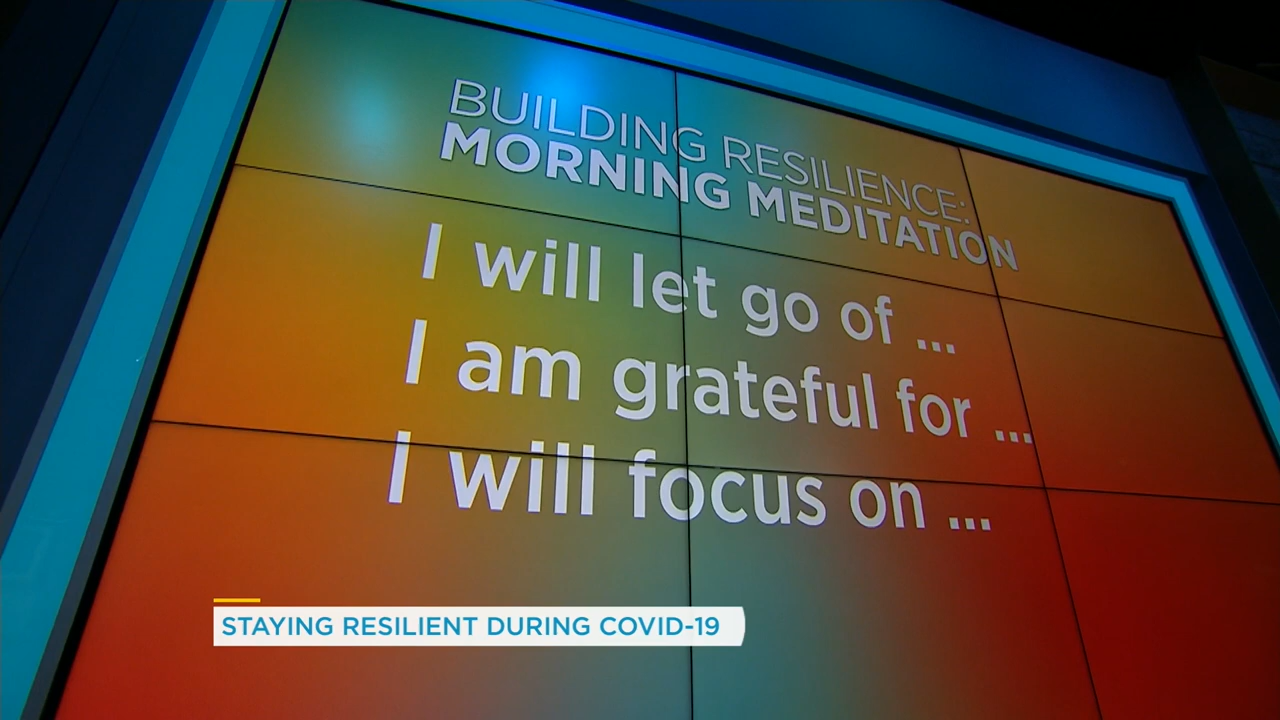 BUILDING RESILIENCE:
MORNING MEDITATION
I will let go of ...
I am grateful for ...
I will focus on ...
STAYING RESILIENT DURING COVID-19